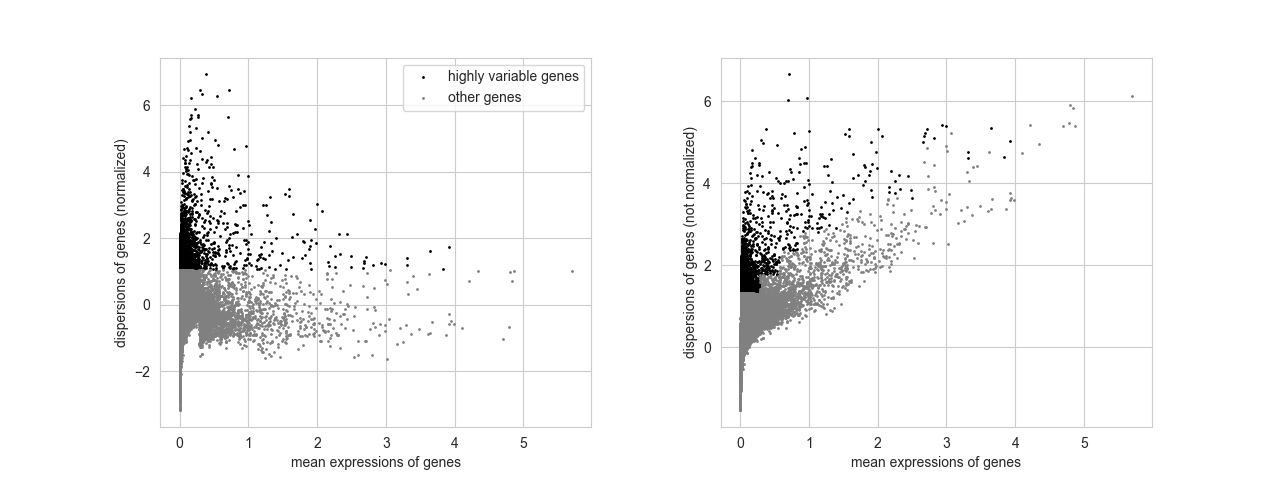 highly variable genes
other genes
dispersions of genes (normalized)
6
4
2
0
−2
0 1 2 3 4 5
mean expressions of genes
dispersions of genes (not normalized)
6
4
2
0
0 1 2 3 4 5
mean expressions of genes